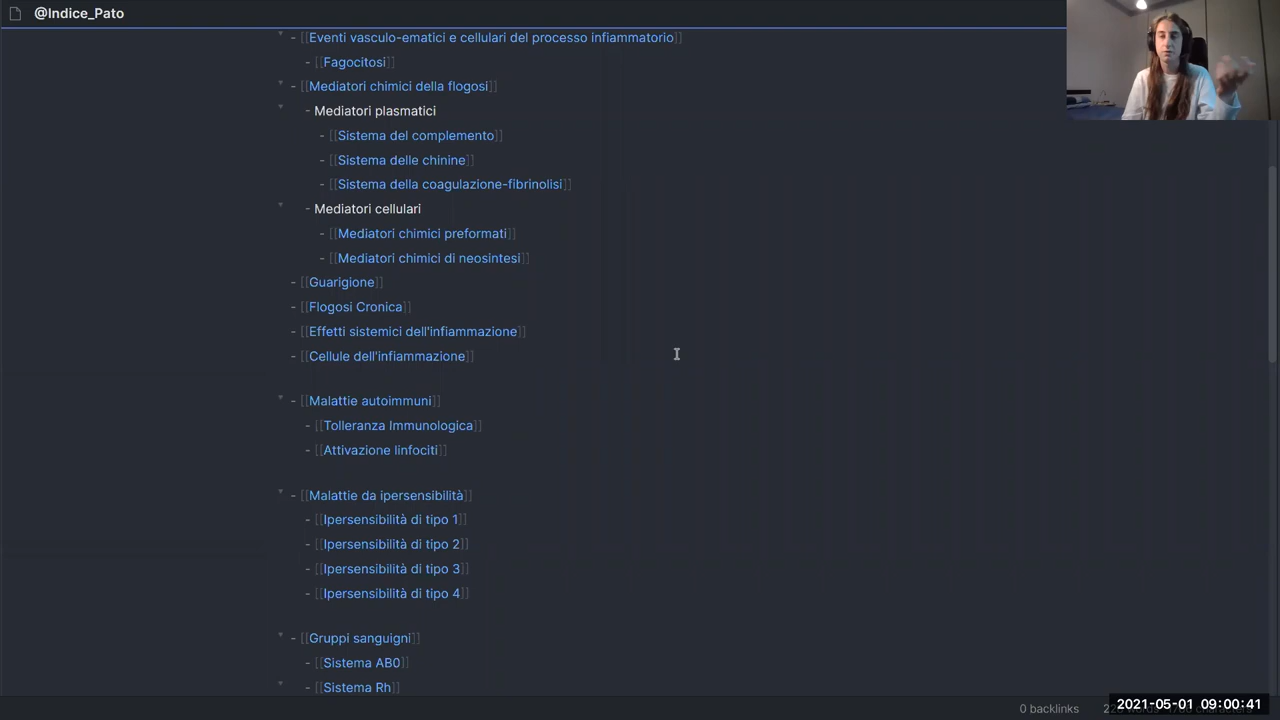 @Indice_Pato
- [[Eventi vasculo-ematici e cellulari del processo infiammatorio]]
- [[Fagocitosi]]
- [[Mediatori chimici della flogosi]]
- Mediatori plasmatici
- [[Sistema del complemento]]
- [[Sistema delle chinine]]
- [[Sistema della coagulazione-fibrinolisi]]
- Mediatori cellulari
- [[Mediatori chimici preformati]]
- [[Mediatori chimici di neosintesi]]
- [[Guarigione]]
- [[Flogosi Cronica]]
- [[Effetti sistemici dell'infiammazione]]
- [[Cellule dell'infiammazione]]
- [[Malattie autoimmuni]]
- [[Tolleranza Immunologica]]
- [[Attivazione linfociti]]
- [[Malattie da ipersensibilità]]
- [[Ipersensibilità di tipo 1]]
- [[Ipersensibilità di tipo 2]]
- [[Ipersensibilità di tipo 3]]
- [[Ipersensibilità di tipo 4]]
- [[Gruppi sanguigni]]
- [[Sistema AB0]]
- [[Sistema Rh]]
0 backlinks
2021-05-01 09:00:41